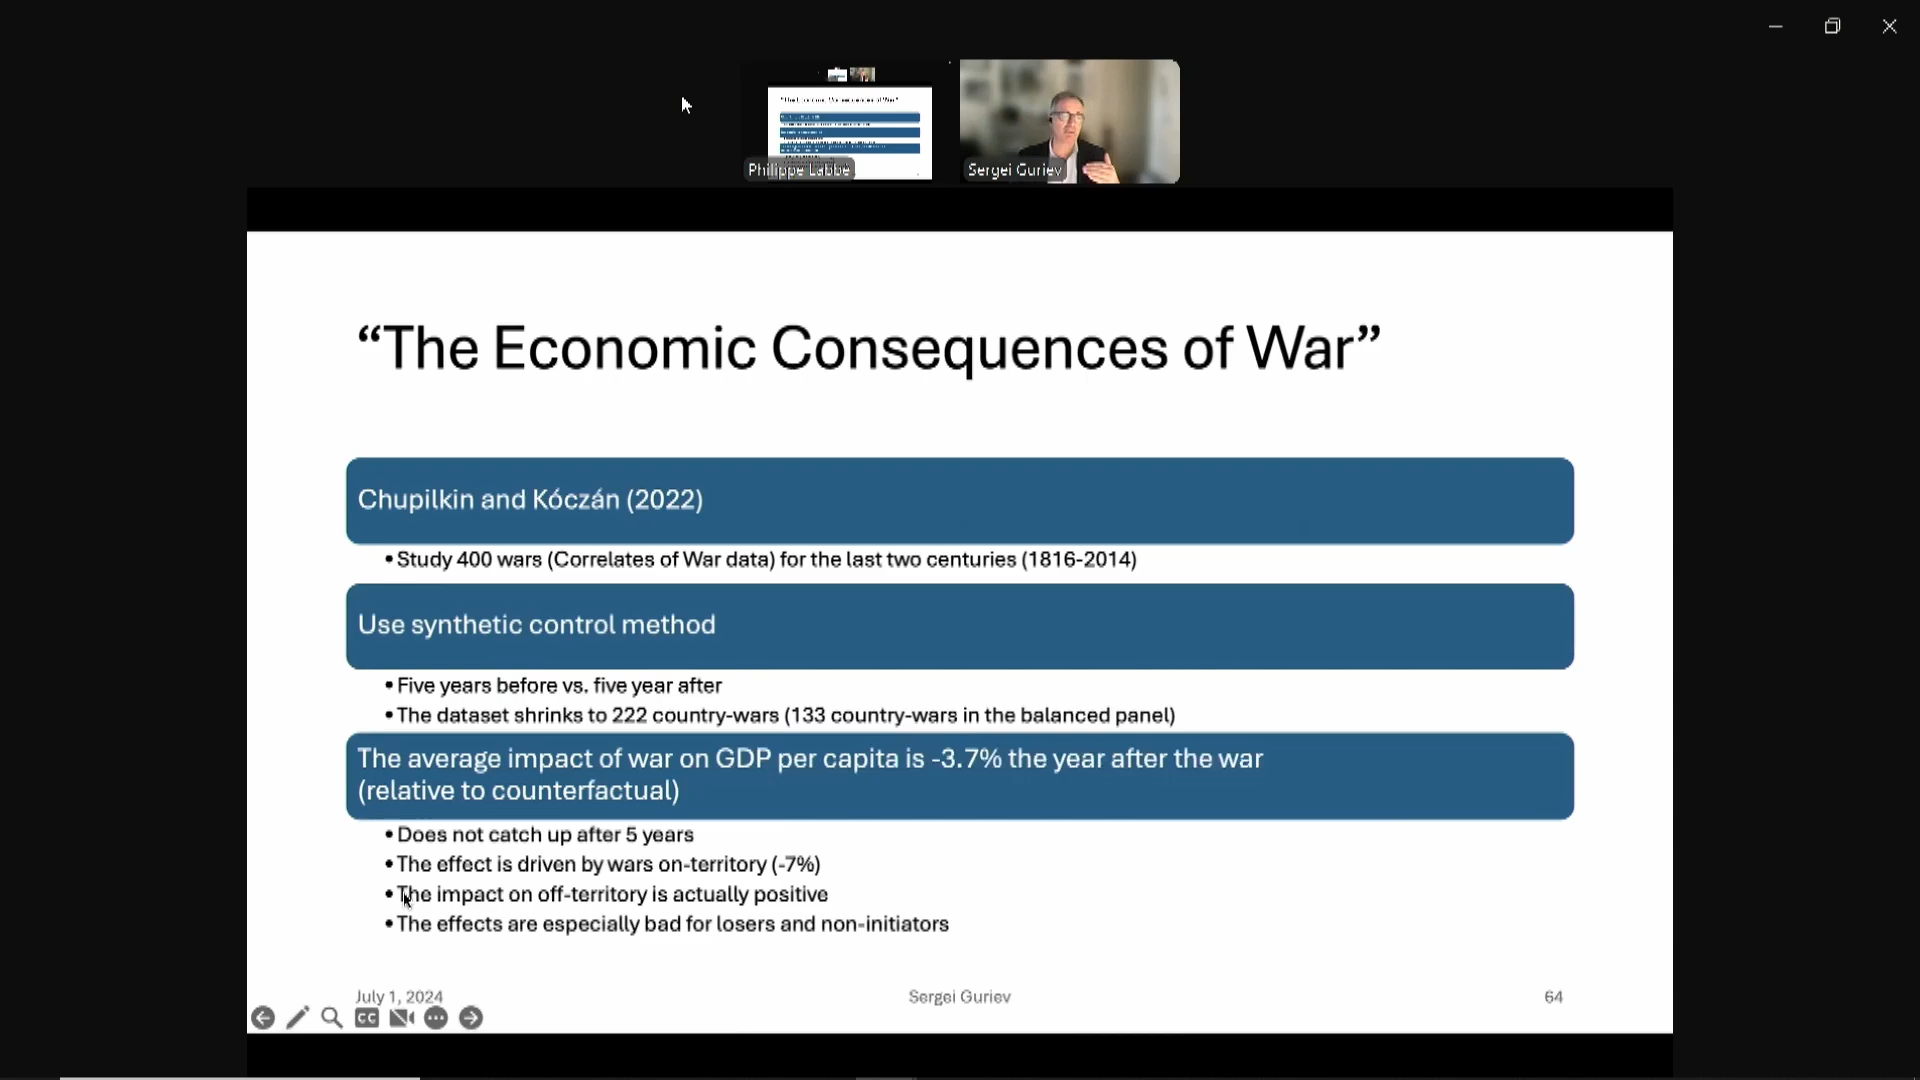 Philippe Labbe
Sergei Guriev
“The Economic Consequences of War”
Chupilkin and Kóczán (2022)
• Study 400 wars (Correlates of War data) for the last two centuries (1816-2014)
Use synthetic control method
• Five years before vs. five year after
• The dataset shrinks to 222 country-wars (133 country-wars in the balanced panel)
The average impact of war on GDP per capita is -3.7% the year after the war
(relative to counterfactual)
• Does not catch up after 5 years
• The effect is driven by wars on-territory (-7%)
• The impact on off-territory is actually positive
• The effects are especially bad for losers and non-initiators
July 1, 2024
Sergei Guriev
64
CC